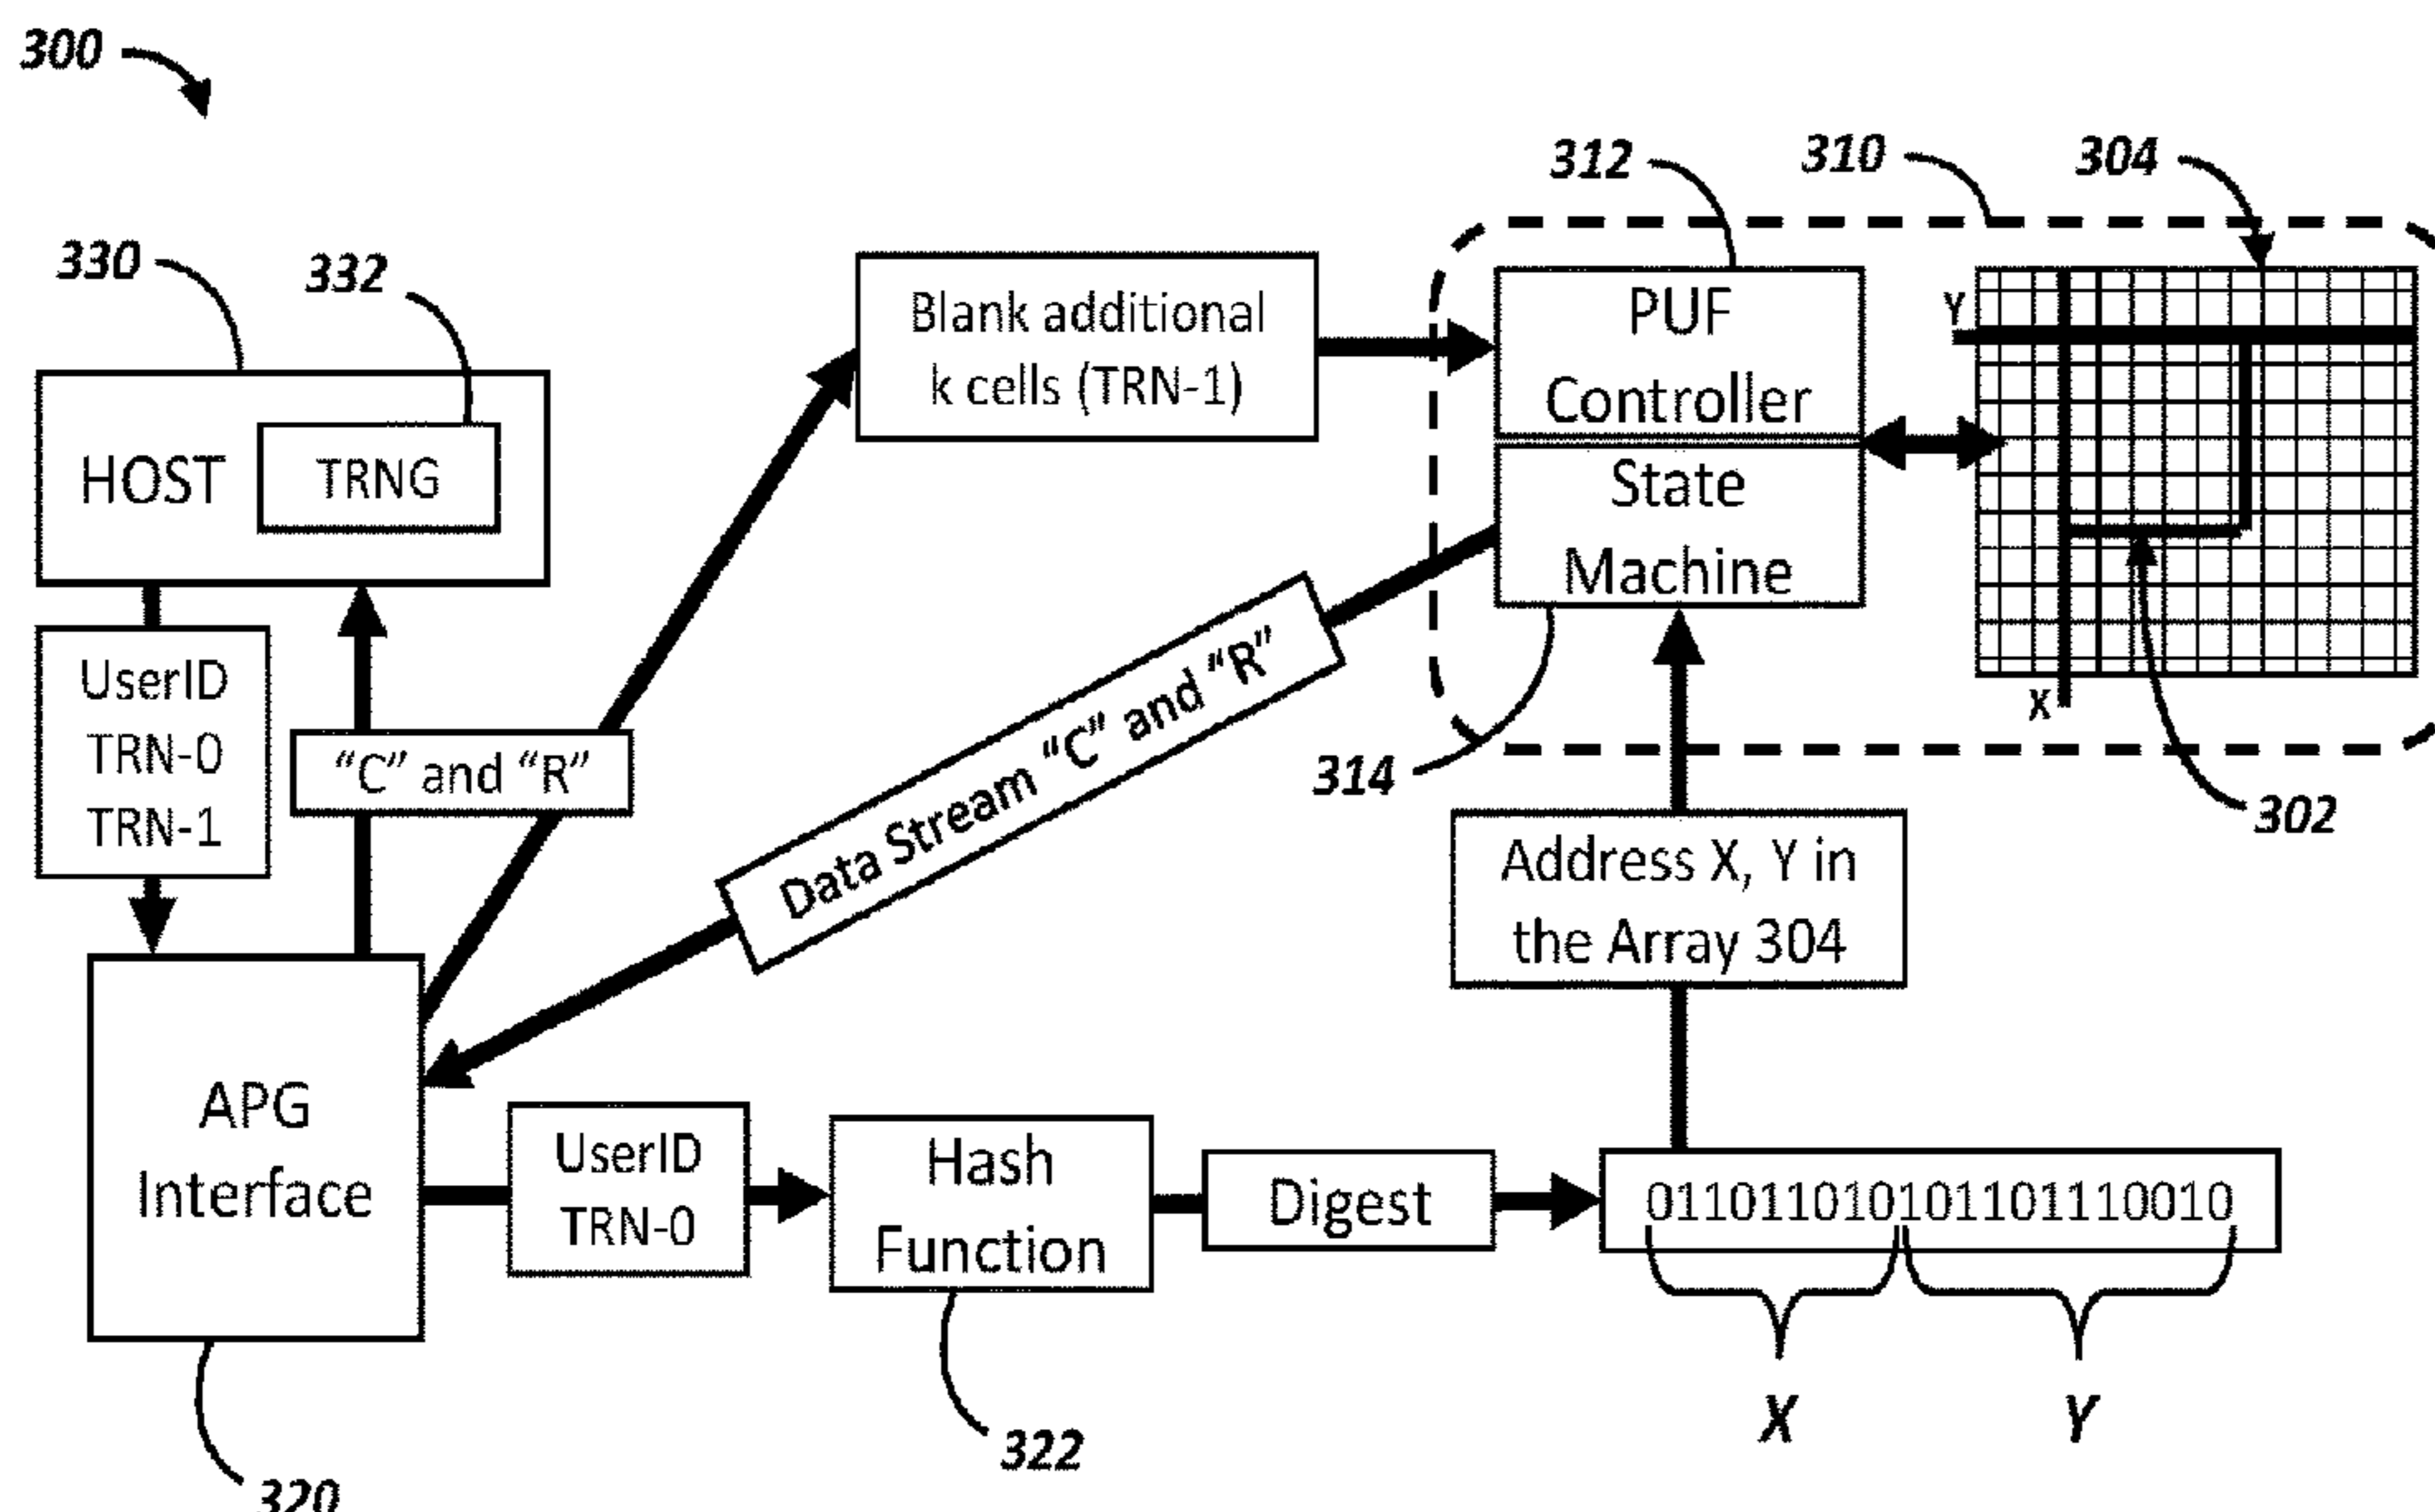 300
312
310
304
330
332
Blank additional
k cells (TRN-1)
PUF
Controller
Y
HOST
TRNG
State
Machine
UserID
TRN-0
TRN-1
"C" and "R"
Data Stream "C" and "R"
X
314
302
Address X, Y in
the Array 304
APG
Interface
UserID
TRN-0
Hash
Function
Digest
011011010101101110010
X
Y
322
320